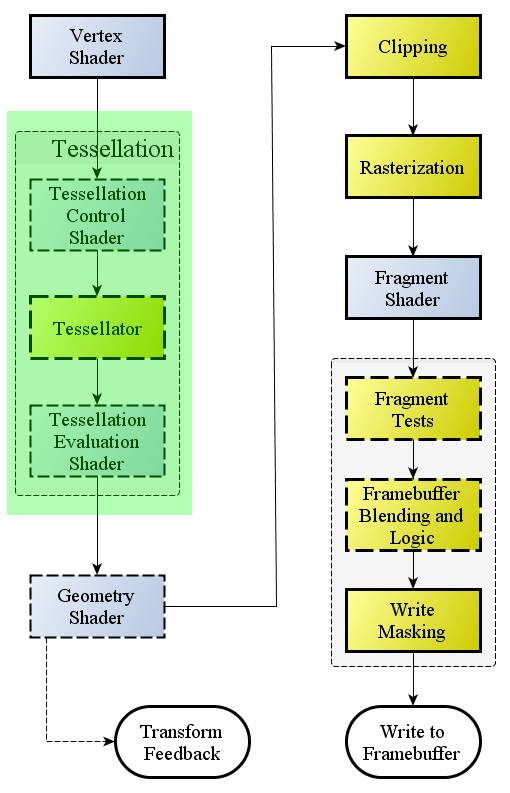 Vertex
Shader
Tessellation
Tessellation
Control
Shader
Tessellator
Tessellation
Evaluation
Shader
Geometry
Shader
Transform
Feedback
Clipping
Rasterization
Fragment
Shader
Fragment
Tests
Framebuffer
Blending and
Logic
Write
Masking
Write to
Framebuffer